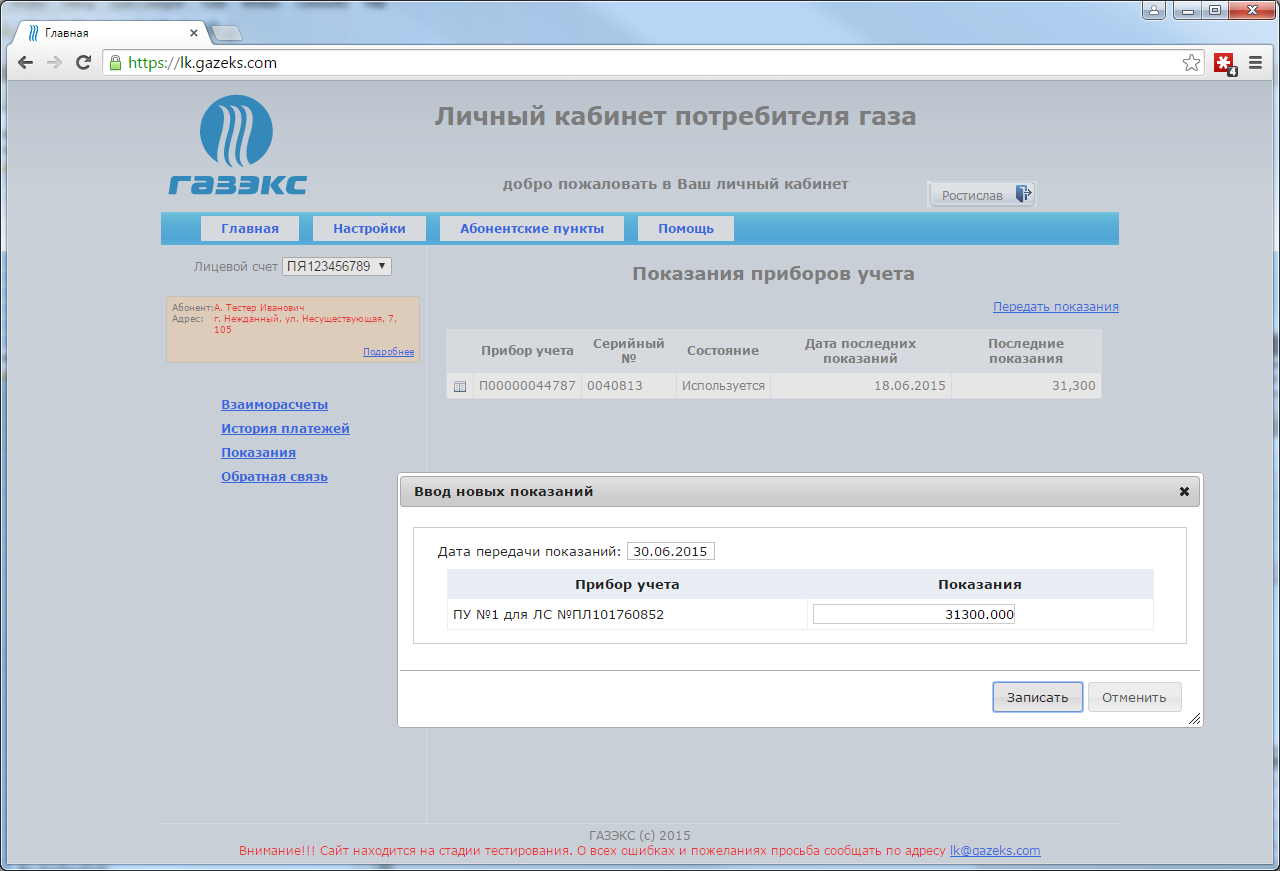 Главная
https://lk.gazeks.com
4
ГАЗЭКС
Личный кабинет потребителя газа
добро пожаловать в Ваш личный кабинет
Ростислав
Главная Настройки Абонентские пункты Помощь
Лицевой счет ПЯ123456789
Абонент:А. Тестер Иванович
Адрес: г. Нежданный, ул. Несуществующая, 7,
105
Подробнее
Взаиморасчеты
История платежей
Показания
Обратная связь
Показания приборов учета
Передать показания
Прибор учета Серийный № Состояние Дата последних показаний Последние показания
П00000044787 0040813 Используется 18.06.2015 31,300
Ввод новых показаний
Дата передачи показаний: 30.06.2015
Прибор учета Показания
ПУ №1 для ЛС №ПЛ101760852 31300.000
Записать Отменить
ГАЗЭКС (c) 2015
Внимание!!! Сайт находится на стадии тестирования. О всех ошибках и пожеланиях просьба сообщать по адресу lk@gazeks.com